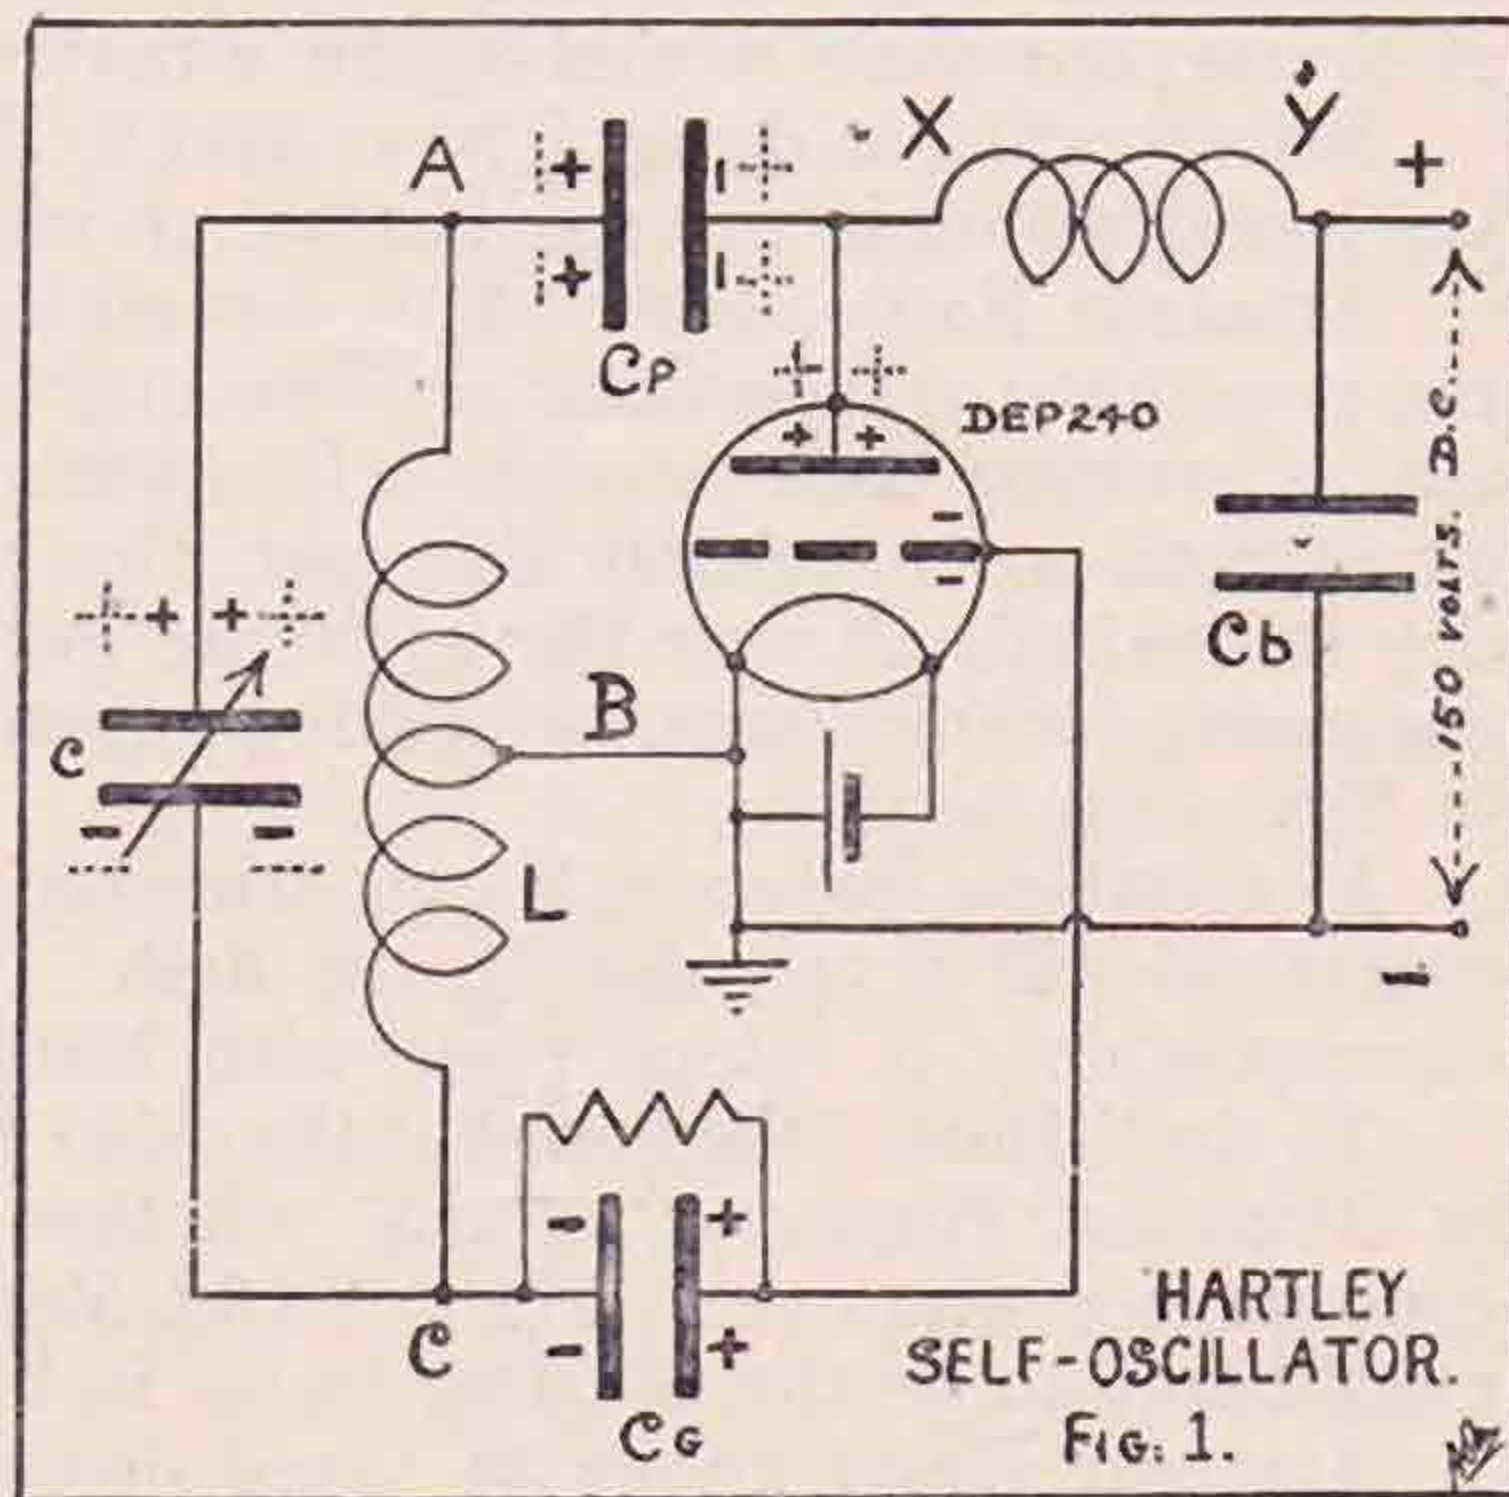 A
X
Y
+
CP
DEP240
150 VOLTS. D.C.
Cb
B
C
L
-
C
CG
HARTLEY
SELF-OSCILLATOR.
FIG. 1.